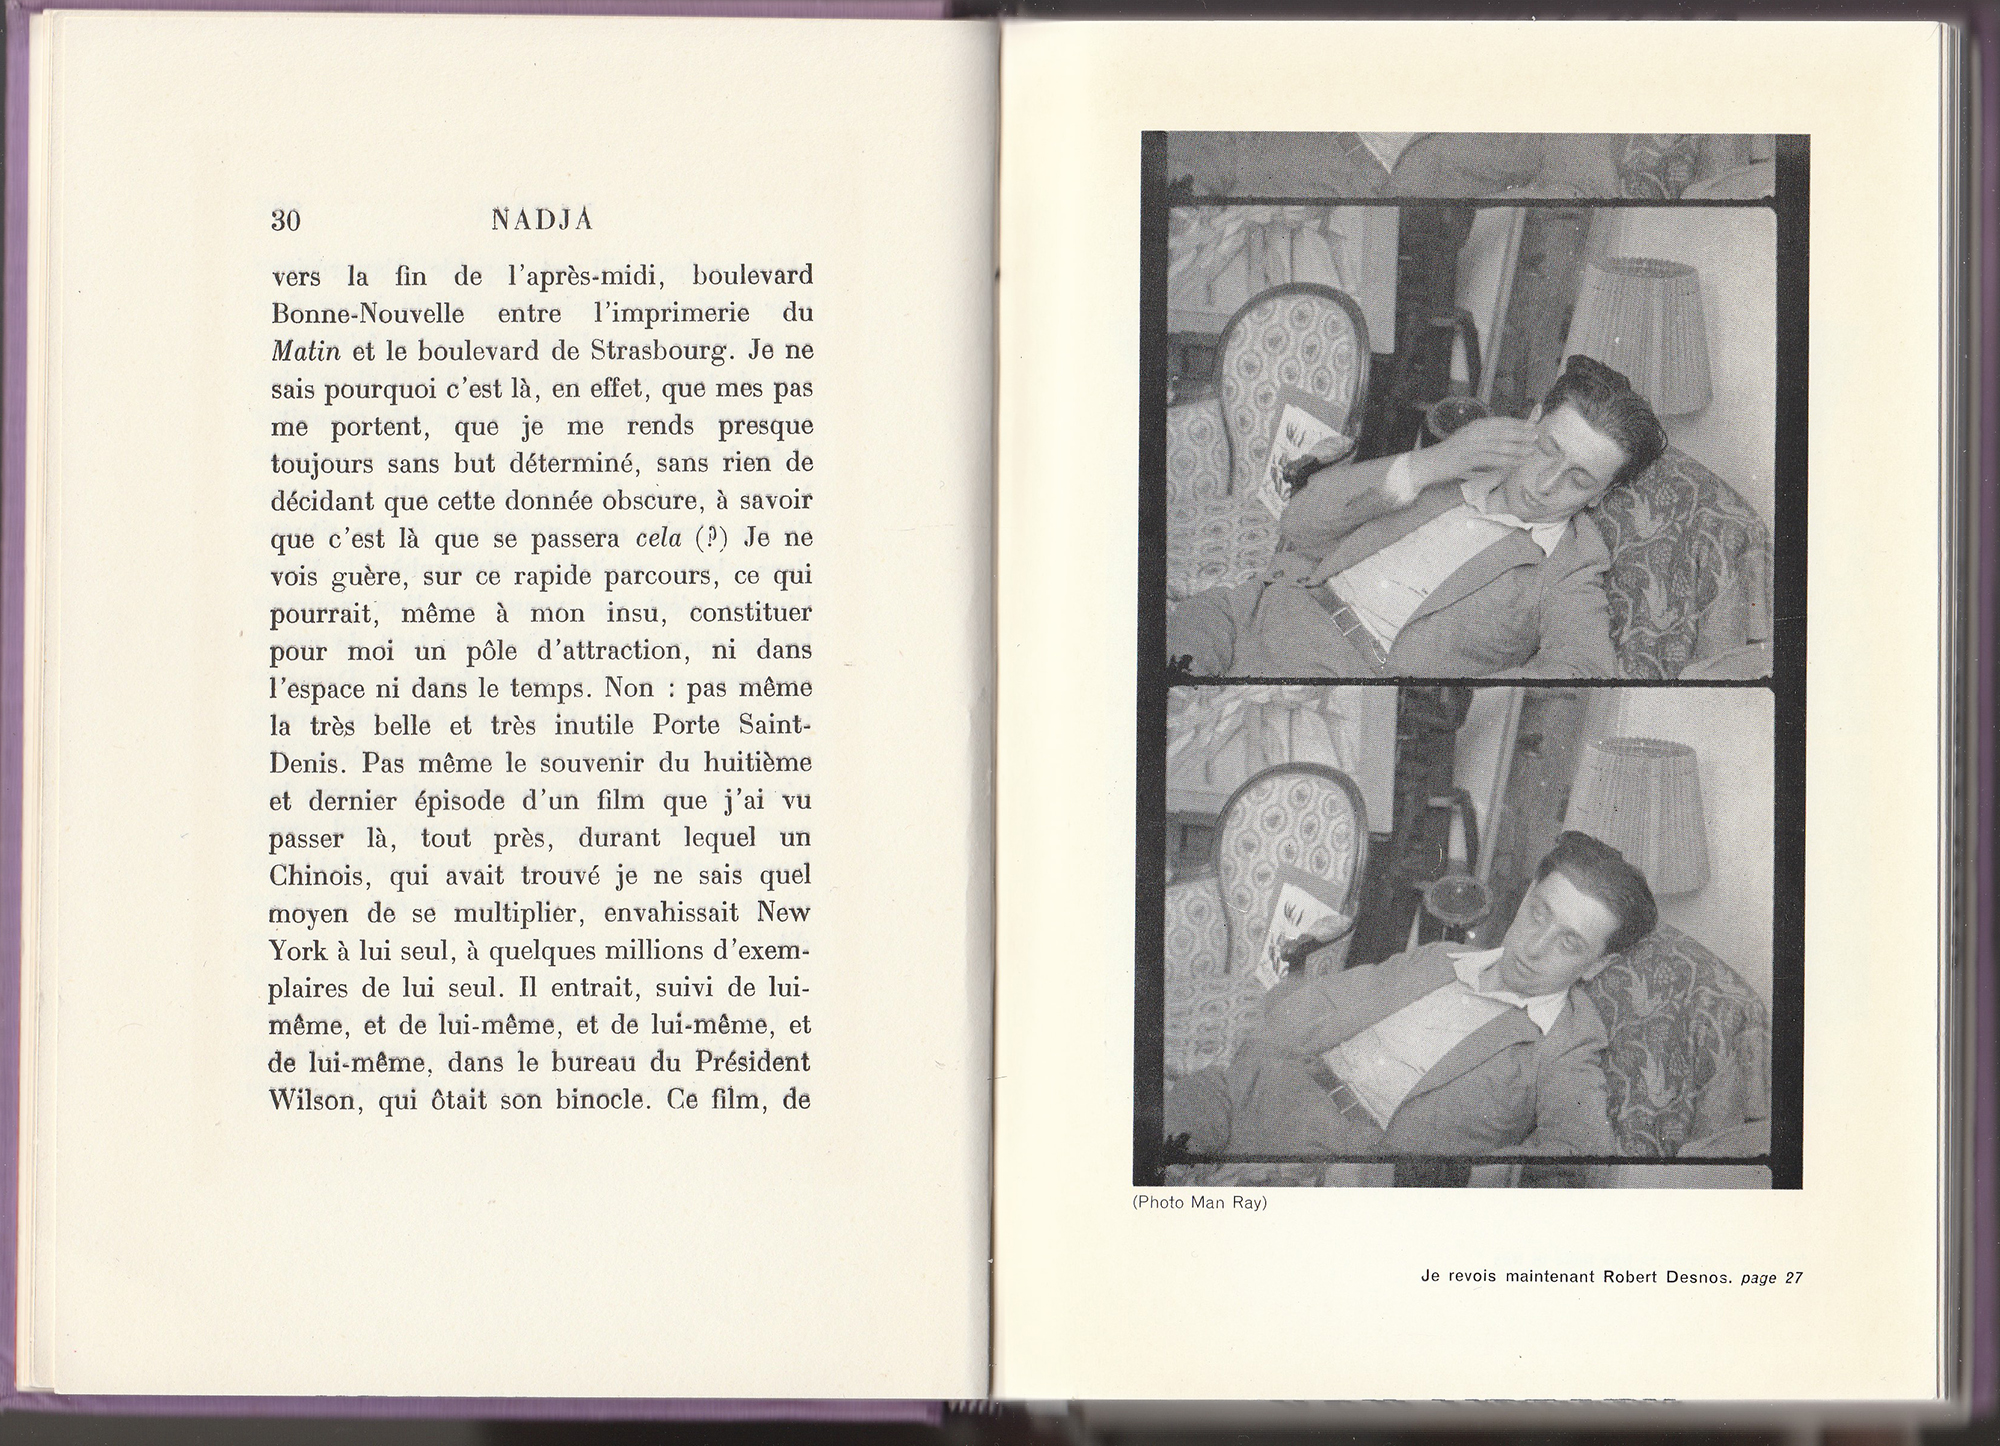 30 NADJA
vers la fin de l'après-midi, boulevard
Bonne-Nouvelle entre l'imprimerie du
Matin et le boulevard de Strasbourg. Je ne
sais pourquoi c'est là, en effet, que mes pas
me portent, que je me rends presque
toujours sans but déterminé, sans rien de
décidant que cette donnée obscure, à savoir
que c'est là que se passera cela (?) Je ne
vois guère, sur ce rapide parcours, ce qui
pourrait, même à mon insu, constituer
pour moi un pôle d'attraction, ni dans
l'espace ni dans le temps. Non : pas même
la très belle et très inutile Porte Saint-
Denis. Pas même le souvenir du huitième
et dernier épisode d'un film que j'ai vu
passer là, tout près, durant lequel un
Chinois, qui avait trouvé je ne sais quel
moyen de se multiplier, envahissait New
York à lui seul, à quelques millions d'exem-
plaires de lui seul. Il entrait, suivi de lui-
même, et de lui-même, et de lui-même, et
de lui-même, dans le bureau du Président
Wilson, qui ôtait son binocle. Ce film, de
(Photo Man Ray)
Je revois maintenant Robert Desnos. page 27